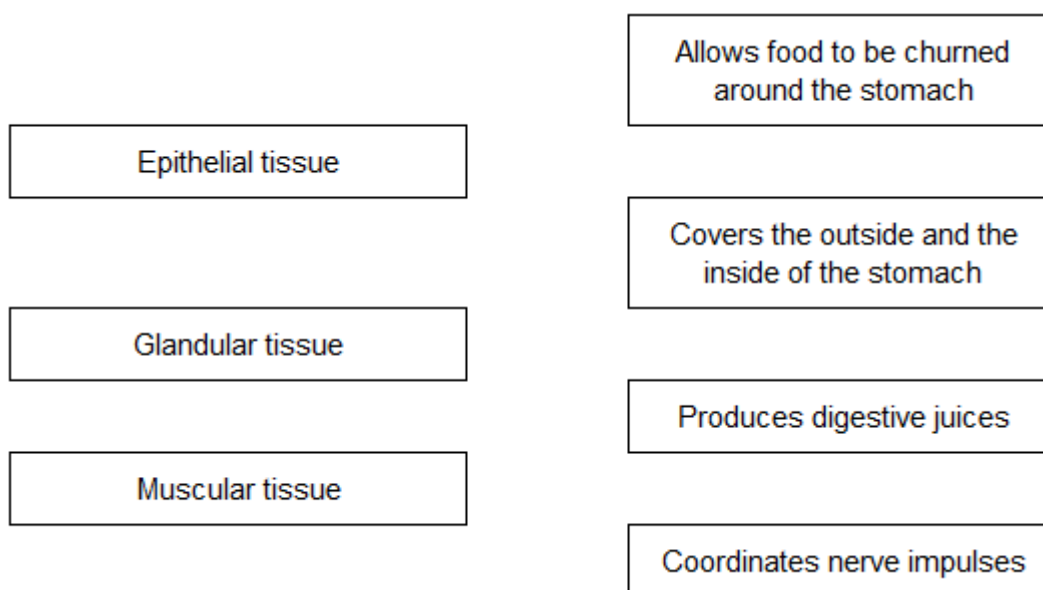 Allows food to be churned
around the stomach
Epithelial tissue
Covers the outside and the
inside of the stomach
Glandular tissue
Produces digestive juices
Muscular tissue
Coordinates nerve impulses